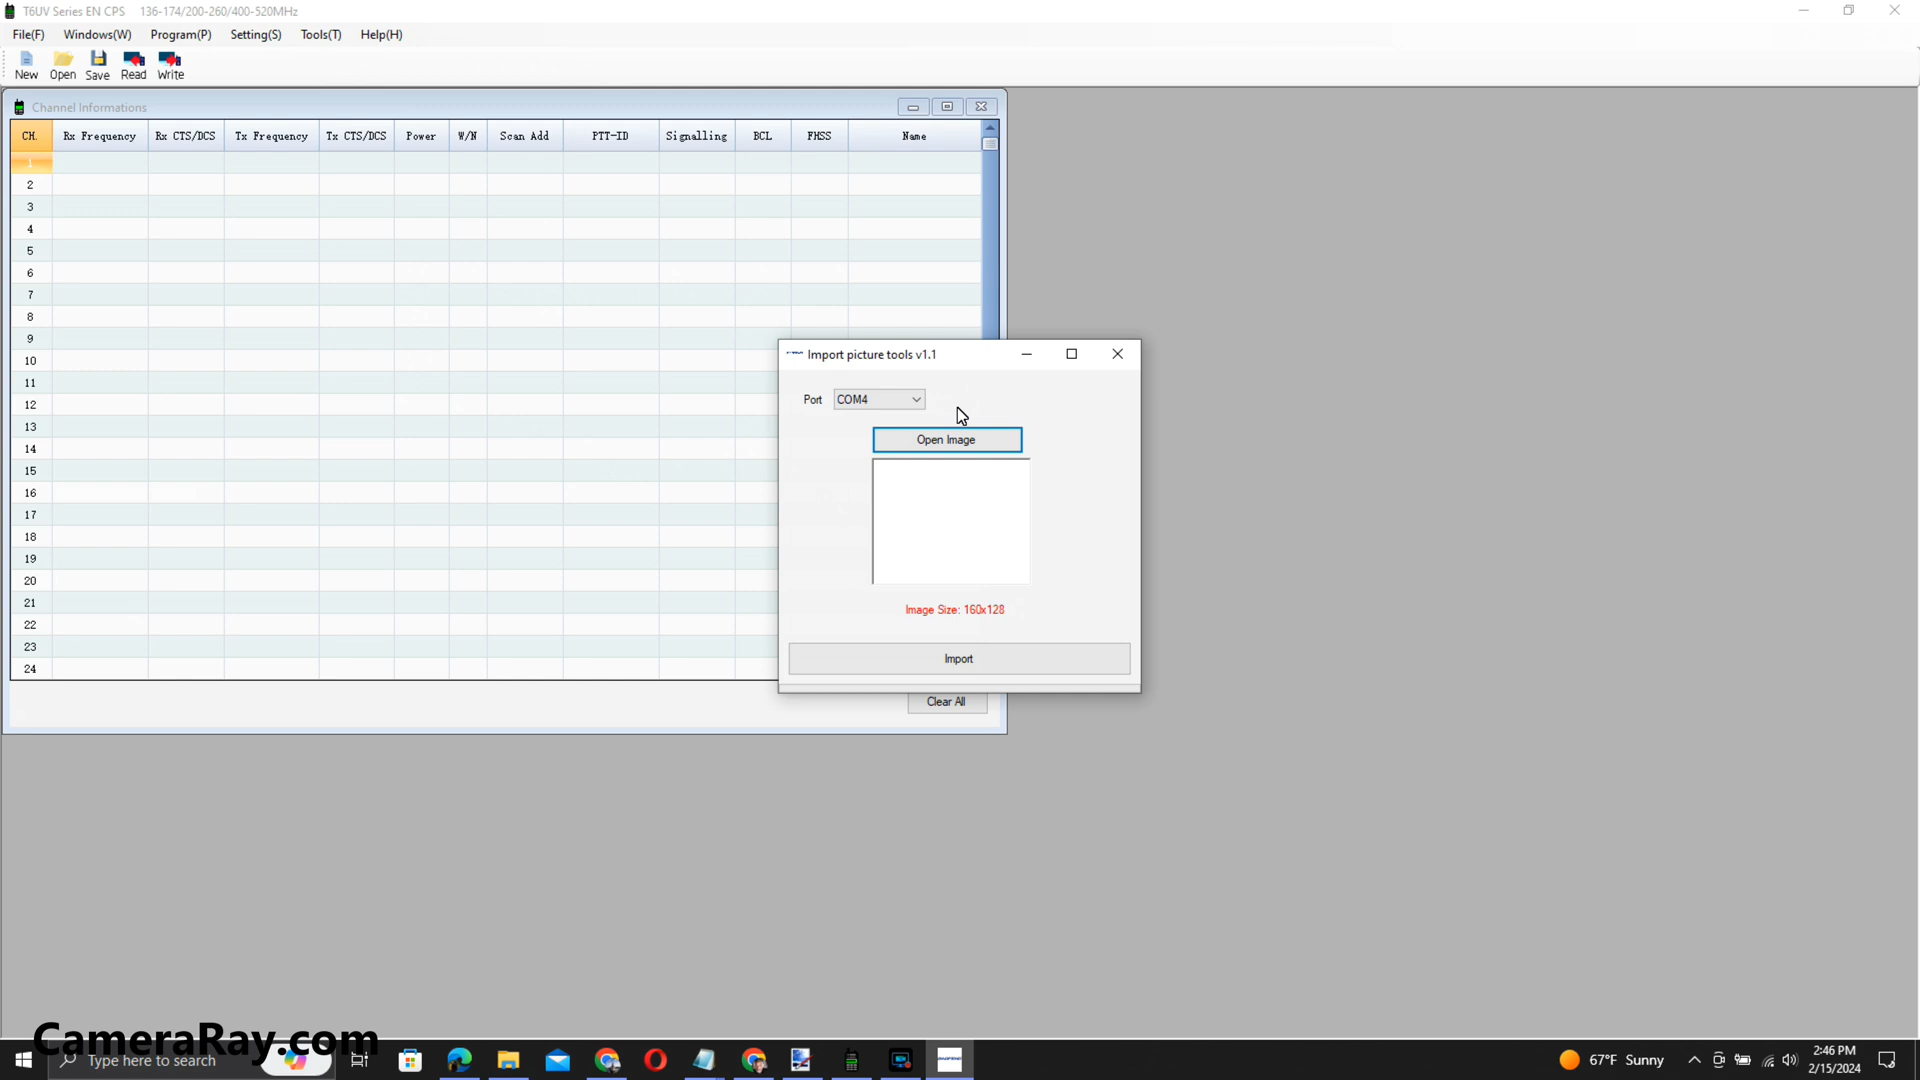 T6UV Series EN CPS 136-174/200-260/400-520MHz
File(F) Windows(W) Program(P) Setting(S) Tools(T) Help(H)
New Open Save Read Write
Channel Informations
CH. Rx Frequency Rx CTS/DCS Tx Frequency Tx CTS/DCS Power W/N Scan Add PTT-ID Signalling BCL FHSS Name
1
2
3
4
5
6
7
8
9
10
11
12
13
14
15
16
17
18
19
20
21
22
23
24
Import picture tools v1.1
Port COM4
Open Image
Image Size: 160x128
Import
Clear All
CameraRay.com
Type here to search
67°F Sunny
2:46 PM
2/15/2024